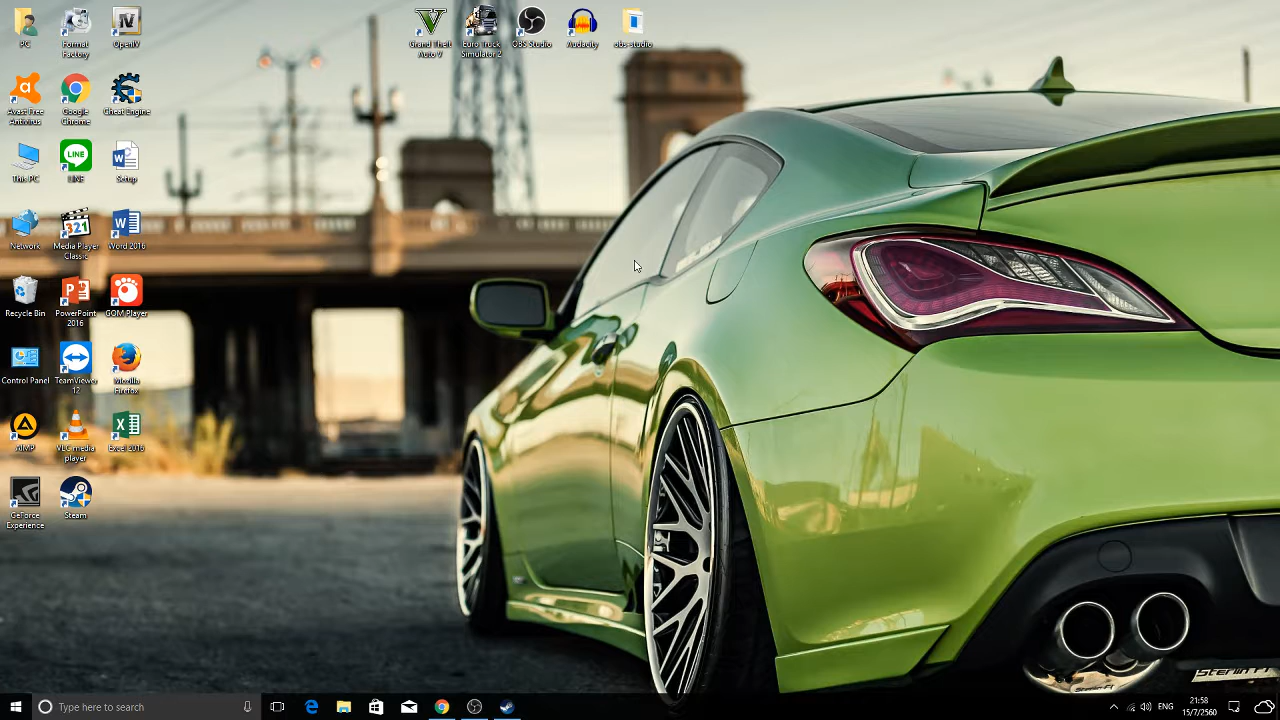 PC
Format
Factory
OpenIV
Grand Theft
Auto V
Euro Truck
Simulator 2
OBS Studio
Audacity
obs-studio
Avast Free
Antivirus
Google
Chrome
Cheat Engine
This PC
LINE
LINE
Setup
Network
Media Player
Classic
321
Word 2016
Recycle Bin
PowerPoint
2016
GOM Player
Control Panel
TeamViewer
12
Mozilla
Firefox
AIMP
VLC media
player
Excel 2016
GeForce
Experience
Steam
Type here to search
ENG
21:58
15/7/2560